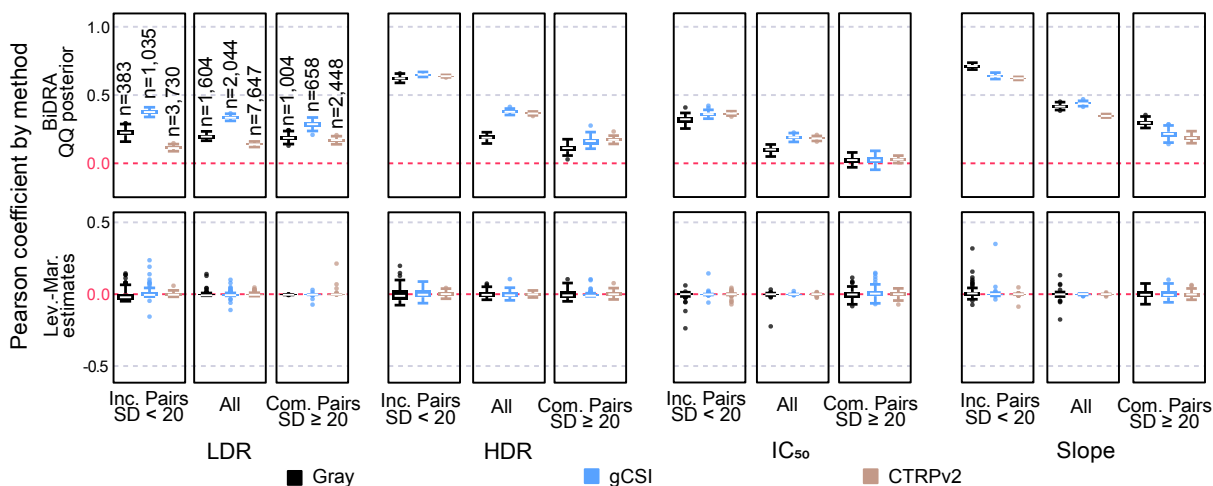 Pearson coefficient by method
BiDRA
QQ posterior
1.0
0.5
0.0
n=383
n=1,035
n=3,730
n=1,604
n=2,044
n=7,647
n=1,004
n=658
n=2,448
Lev.-Mar.
estimates
0.5
0.0
-0.5
Inc. Pairs
SD < 20
All
Com. Pairs
SD ≥ 20
Inc. Pairs
SD < 20
All
Com. Pairs
SD ≥ 20
Inc. Pairs
SD < 20
All
Com. Pairs
SD ≥ 20
Inc. Pairs
SD < 20
All
Com. Pairs
SD ≥ 20
LDR
HDR
IC₅₀
Slope
Gray
gCSI
CTRPv2